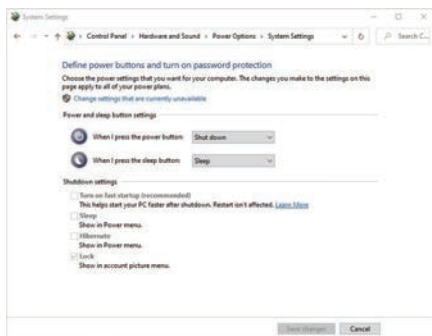 System Settings
Control Panel › Hardware and Sound › Power Options › System Settings
Search C...
Define power buttons and turn on password protection
Choose the power settings that you want for your computer. The changes you make to the settings on this
page apply to all of your power plans.
Change settings that are currently unavailable
Power and sleep button settings
When I press the power button: Shut down
When I press the sleep button: Sleep
Shutdown settings
Turn on fast startup (recommended)
This helps start your PC faster after shutdown. Restart isn't affected. Learn More
Sleep
Show in Power menu.
Hibernate
Show in Power menu.
Lock
Show in account picture menu.
Save changes Cancel